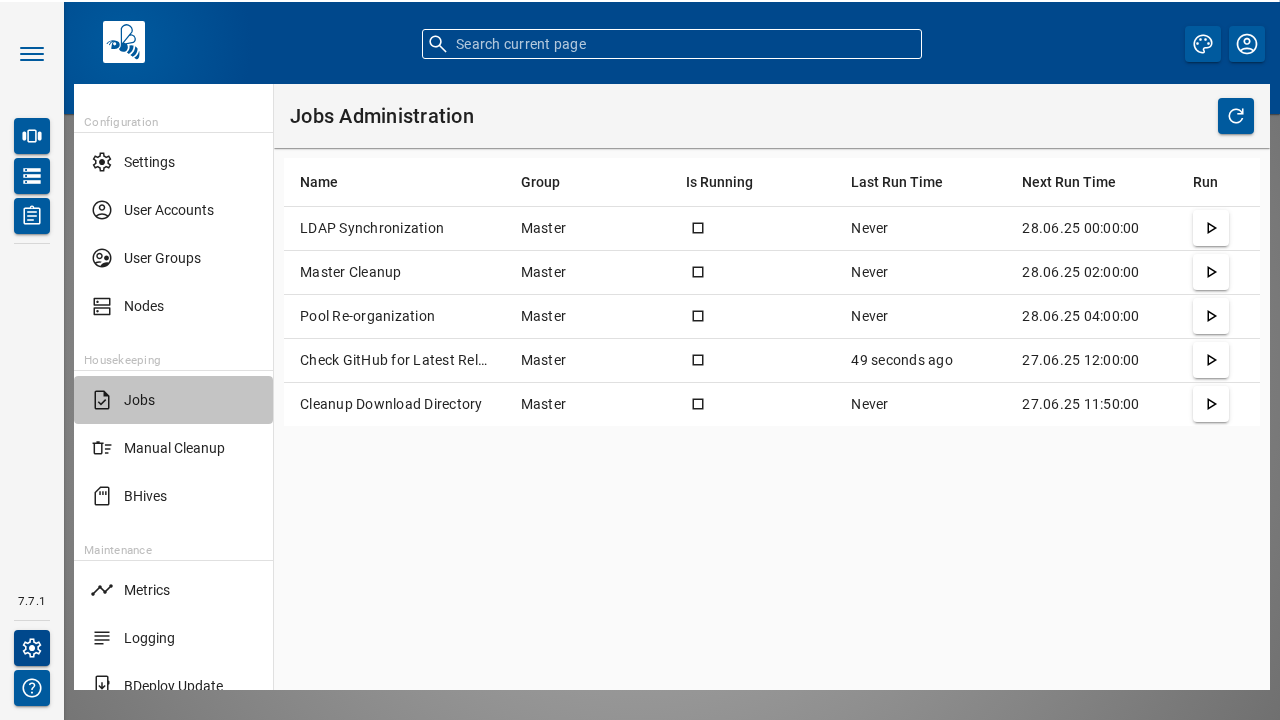 Search current page
Configuration
Settings
User Accounts
User Groups
Nodes
Housekeeping
Jobs
Manual Cleanup
BHives
Maintenance
Metrics
Logging
BDeploy Update
7.7.1
Jobs Administration
Name Group Is Running Last Run Time Next Run Time Run
LDAP Synchronization Master Never 28.06.25 00:00:00
Master Cleanup Master Never 28.06.25 02:00:00
Pool Re-organization Master Never 28.06.25 04:00:00
Check GitHub for Latest Rel… Master 49 seconds ago 27.06.25 12:00:00
Cleanup Download Directory Master Never 27.06.25 11:50:00